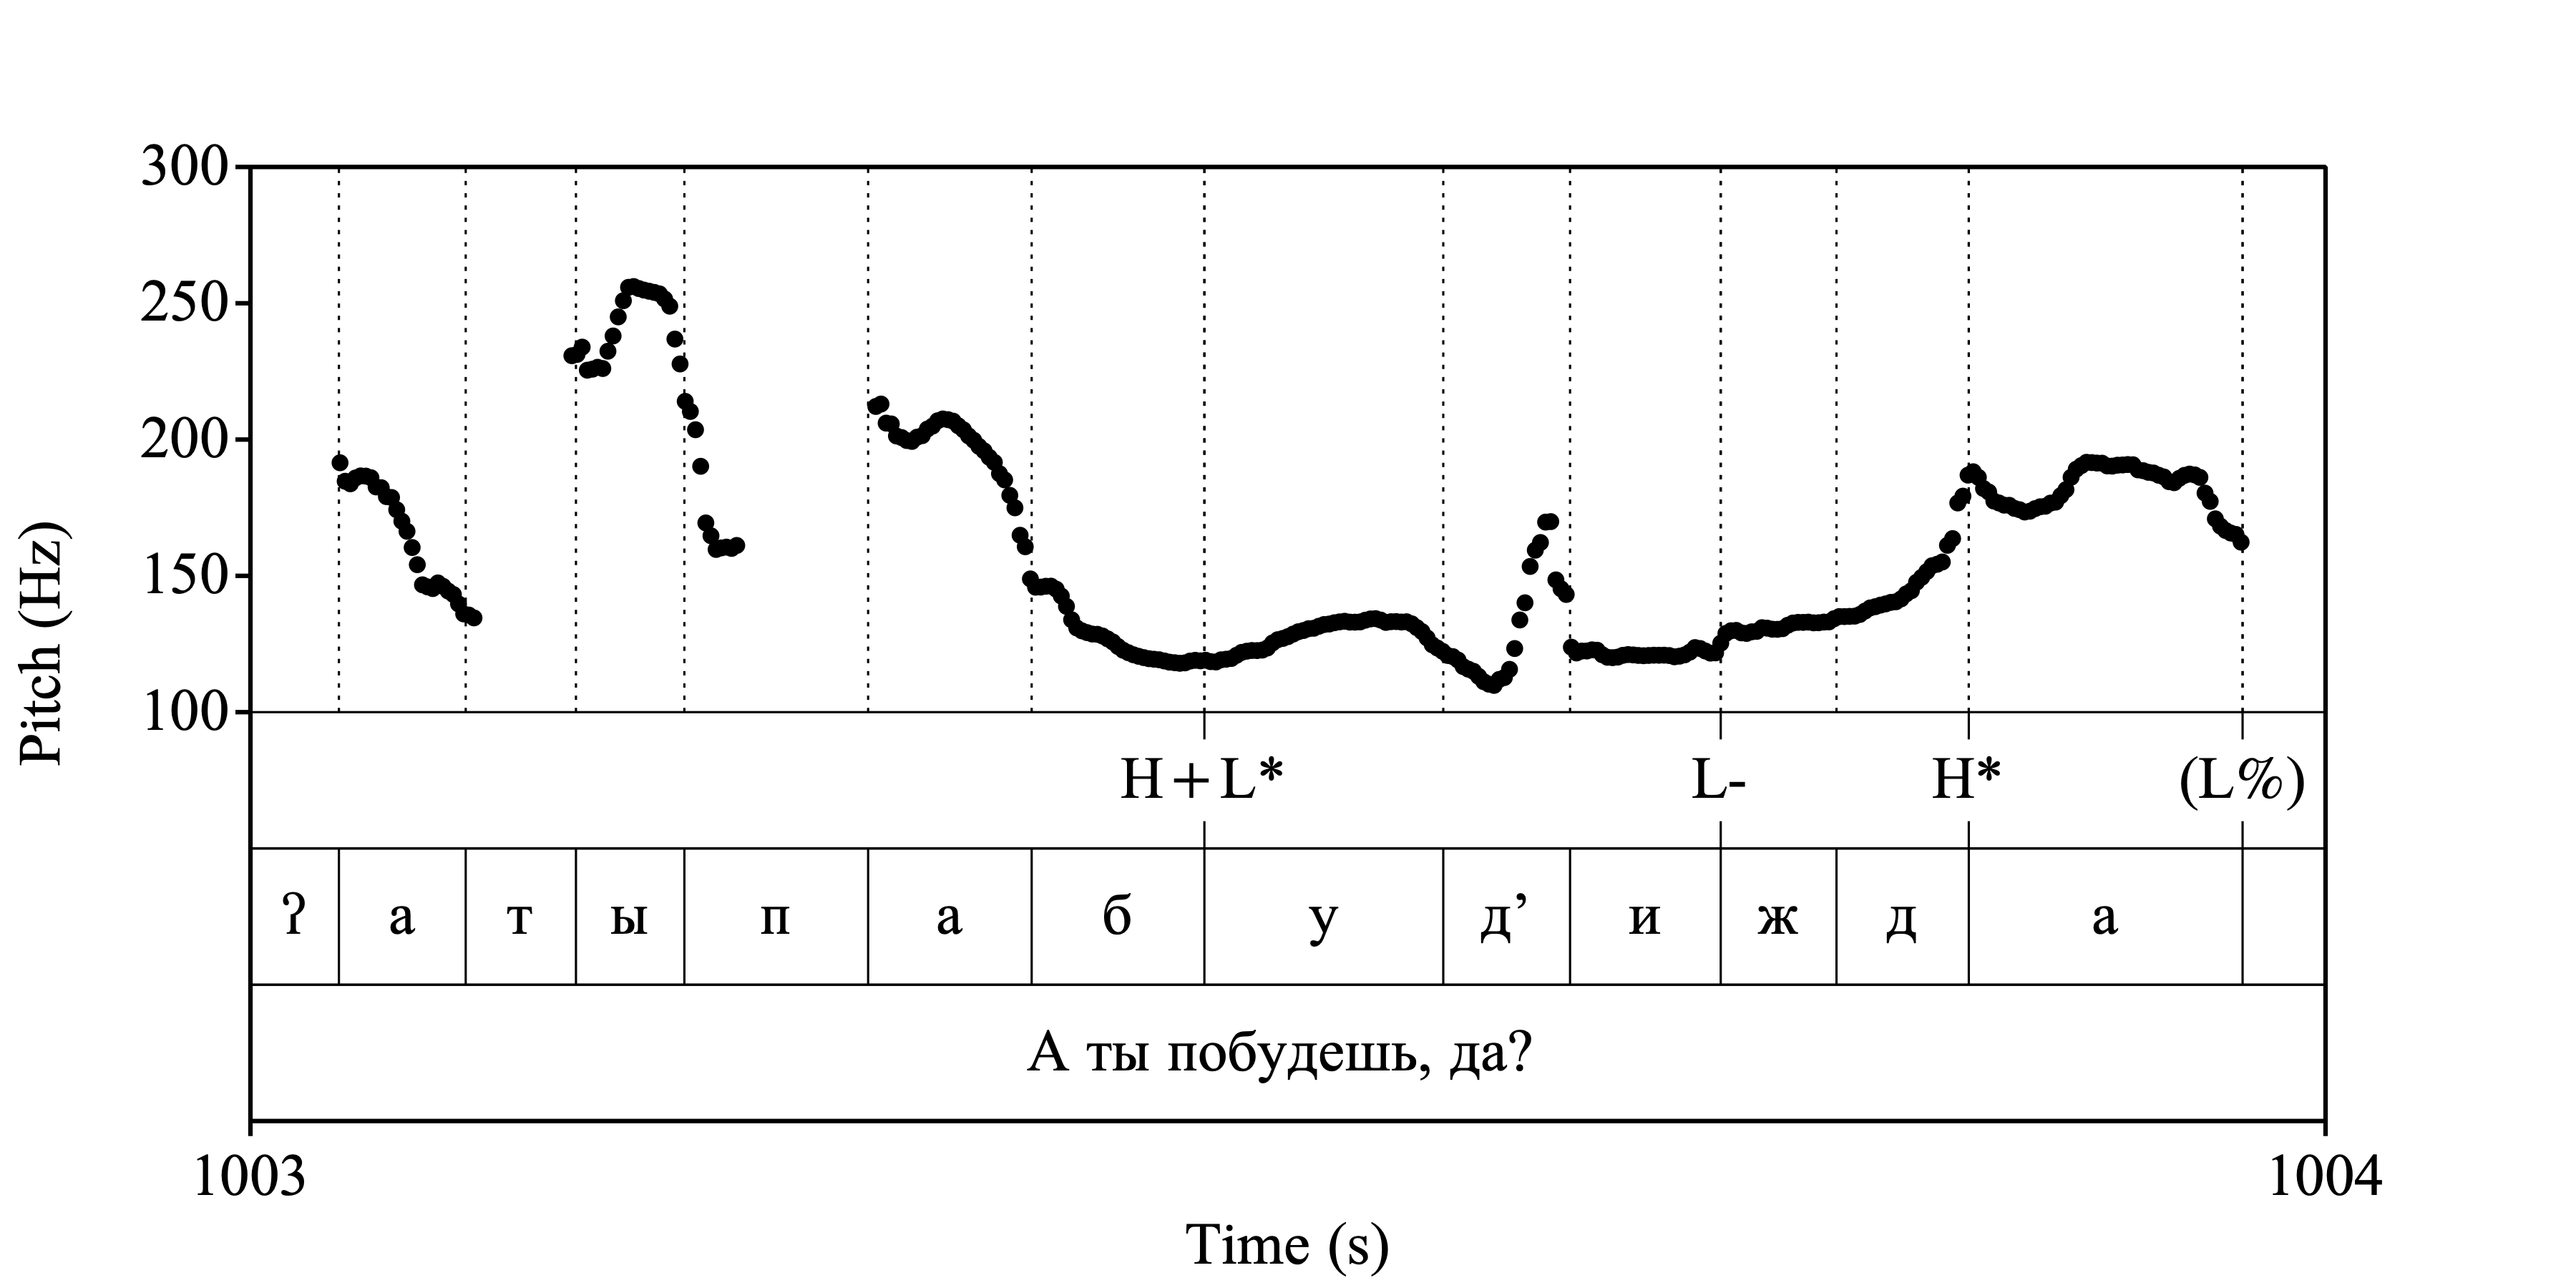 300
250
200
150
100
Pitch (Hz)
H+L* L- H* (L%)
ʔ а т ы п а б у д’ и ж д а
А ты побудешь, да?
1003 1004
Time (s)